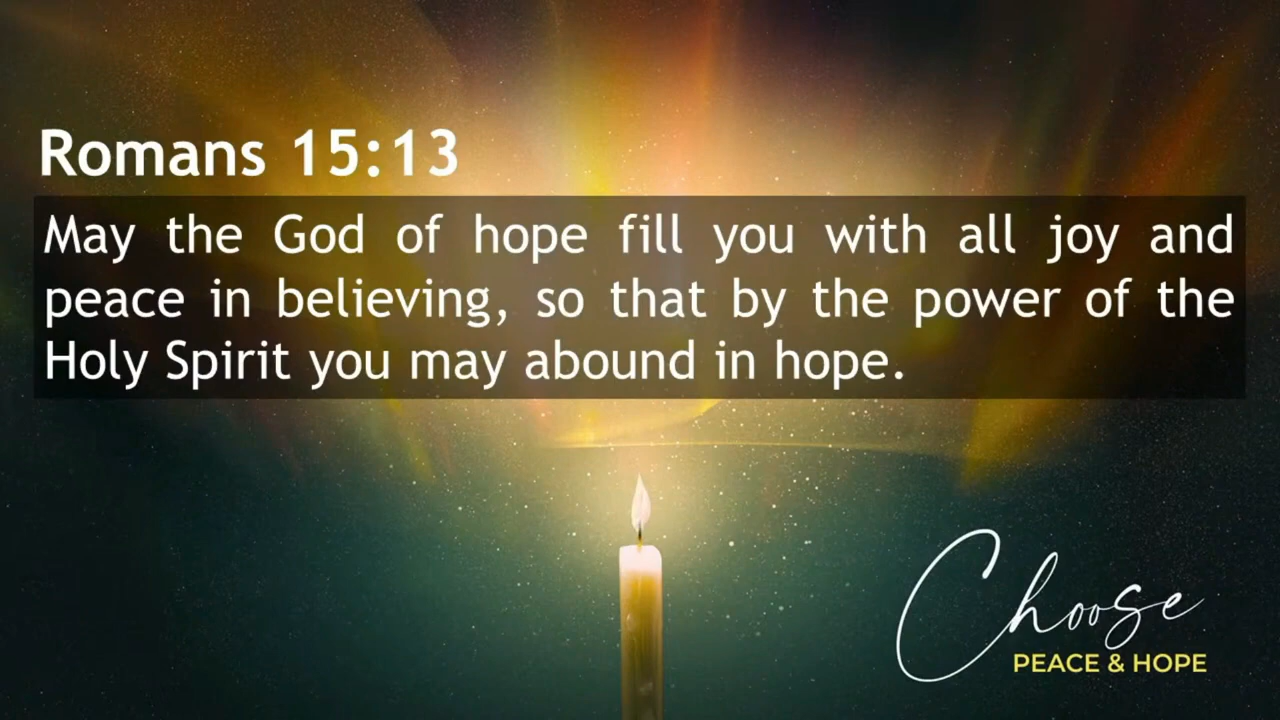 Romans 15:13
May the God of hope fill you with all joy and
peace in believing, so that by the power of the
Holy Spirit you may abound in hope.
Choose
PEACE & HOPE